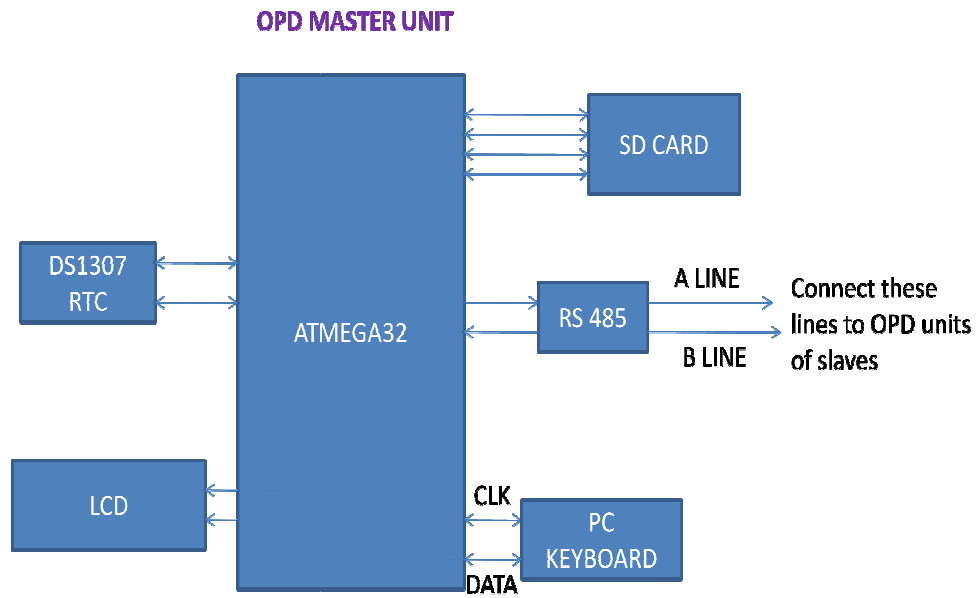 OPD MASTER UNIT
SD CARD
DS1307
RTC
ATMEGA32
RS 485
A LINE
B LINE
Connect these
lines to OPD units
of slaves
LCD
CLK
PC
KEYBOARD
DATA